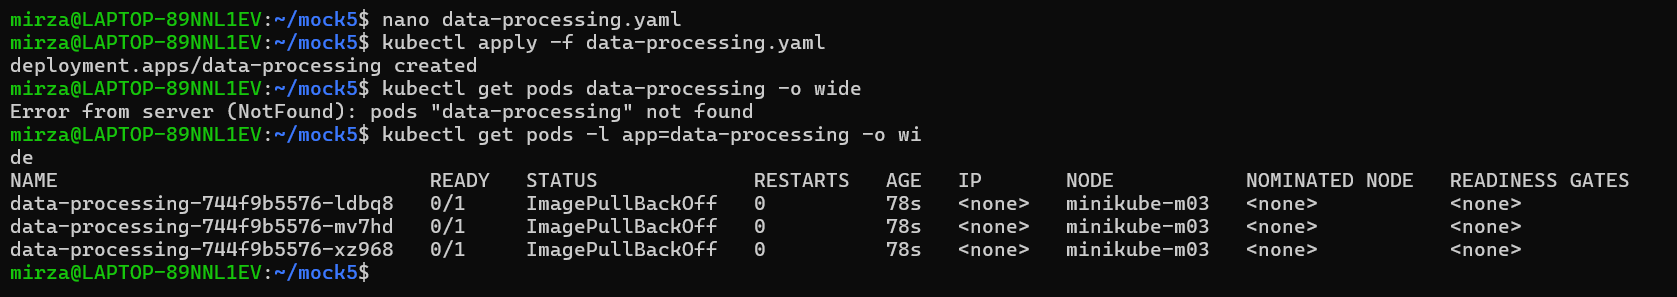 mirza@LAPTOP-89NNL1EV:~/mock5$ nano data-processing.yaml
mirza@LAPTOP-89NNL1EV:~/mock5$ kubectl apply -f data-processing.yaml
deployment.apps/data-processing created
mirza@LAPTOP-89NNL1EV:~/mock5$ kubectl get pods data-processing -o wide
Error from server (NotFound): pods "data-processing" not found
mirza@LAPTOP-89NNL1EV:~/mock5$ kubectl get pods -l app=data-processing -o wi
de
NAME                               READY   STATUS             RESTARTS   AGE   IP       NODE           NOMINATED NODE   READINESS GATES
data-processing-744f9b5576-ldbq8   0/1     ImagePullBackOff   0          78s   <none>   minikube-m03   <none>           <none>
data-processing-744f9b5576-mv7hd   0/1     ImagePullBackOff   0          78s   <none>   minikube-m03   <none>           <none>
data-processing-744f9b5576-xz968   0/1     ImagePullBackOff   0          78s   <none>   minikube-m03   <none>           <none>
mirza@LAPTOP-89NNL1EV:~/mock5$